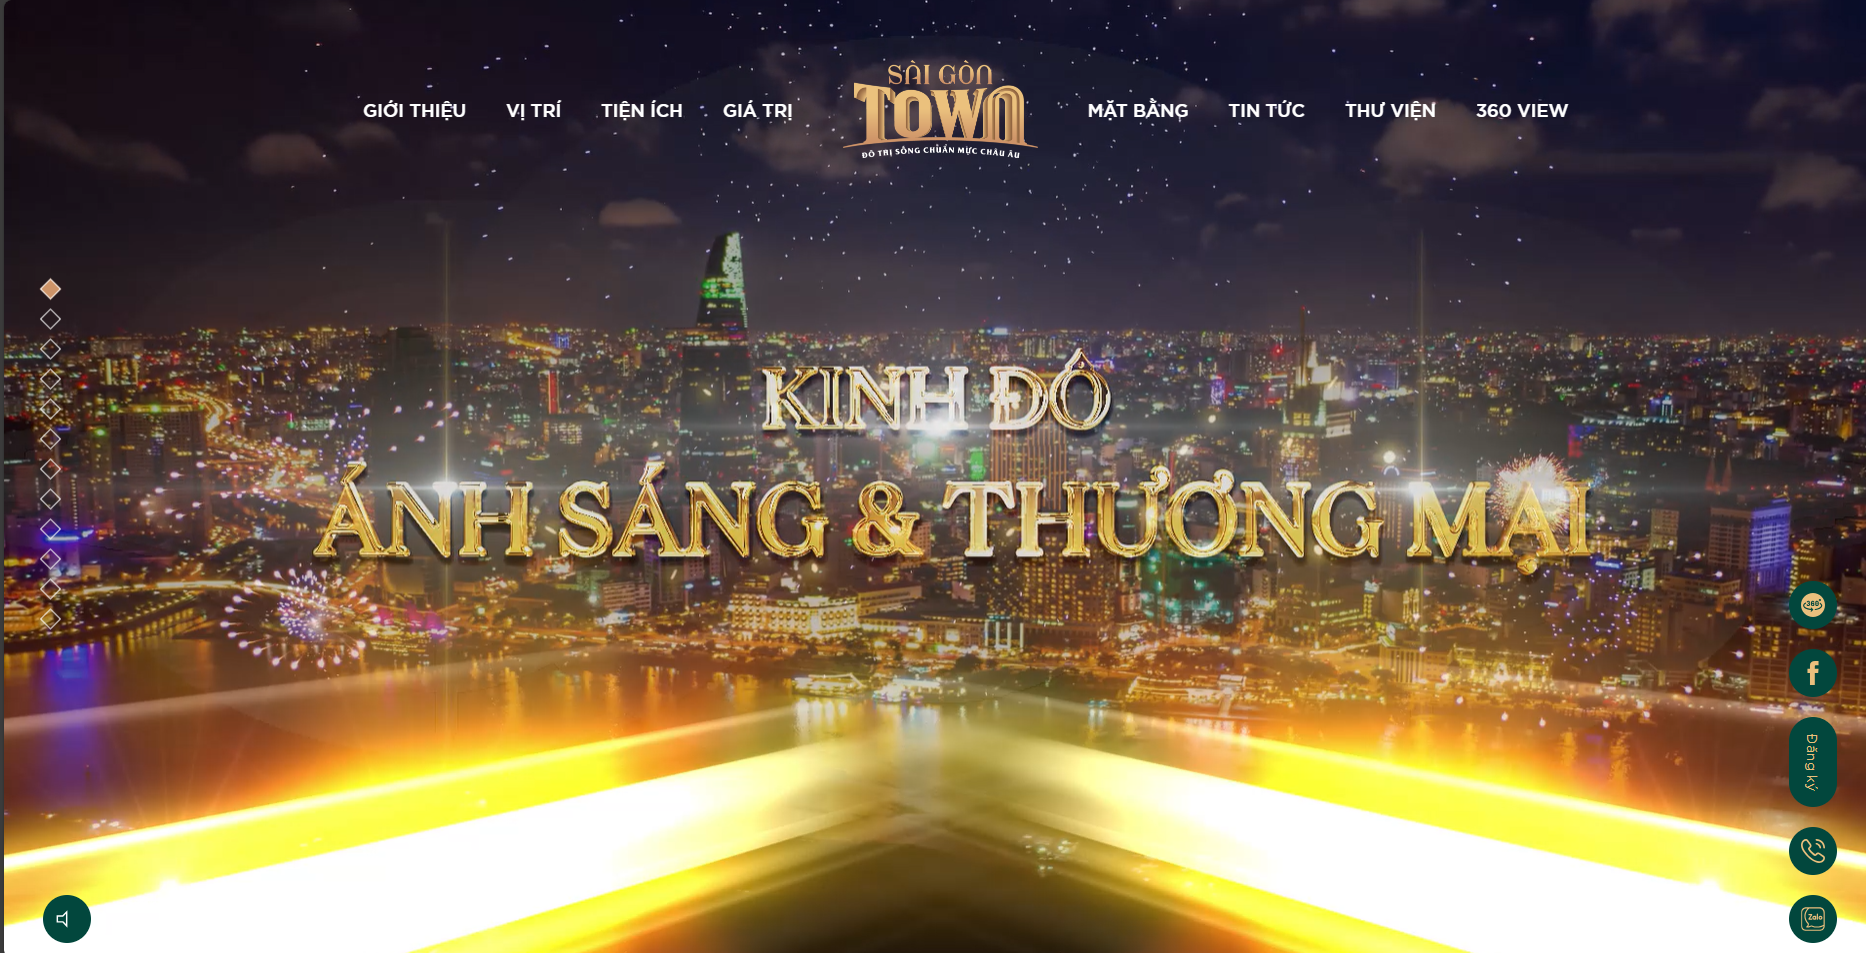 SÀI GÒN
TOWN
ĐÔ THỊ SỐNG CHUẨN MỰC CHÂU ÂU
GIỚI THIỆU
VỊ TRÍ
TIỆN ÍCH
GIÁ TRỊ
MẶT BẰNG
TIN TỨC
THƯ VIỆN
360 VIEW
KINH ĐÔ
ÁNH SÁNG & THƯƠNG MẠI
360°
Đăng ký
Zalo